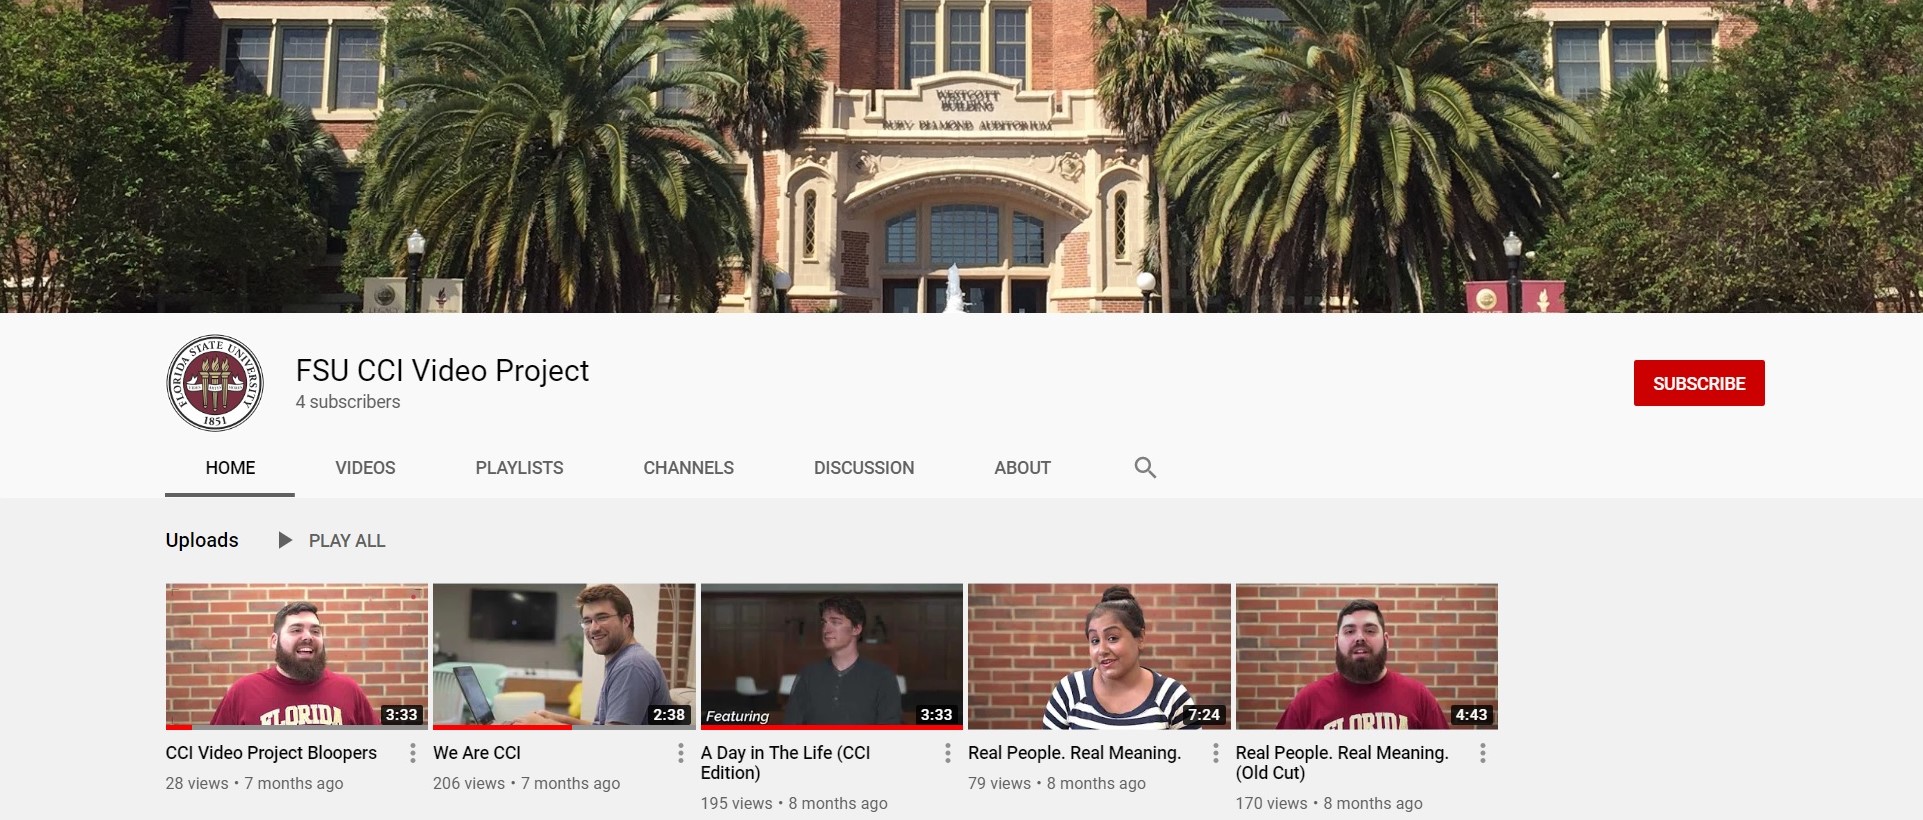 WESTCOTT
BUILDING
RUBY DIAMOND AUDITORIUM
FLORIDA STATE UNIVERSITY
1851
FSU CCI Video Project
4 subscribers
SUBSCRIBE
HOME VIDEOS PLAYLISTS CHANNELS DISCUSSION ABOUT
Uploads PLAY ALL
FLORIDA
3:33
2:38
Featuring
3:33
7:24
FLORIDA
4:43
CCI Video Project Bloopers
28 views • 7 months ago
We Are CCI
206 views • 7 months ago
A Day in The Life (CCI
Edition)
195 views • 8 months ago
Real People. Real Meaning.
79 views • 8 months ago
Real People. Real Meaning.
(Old Cut)
170 views • 8 months ago